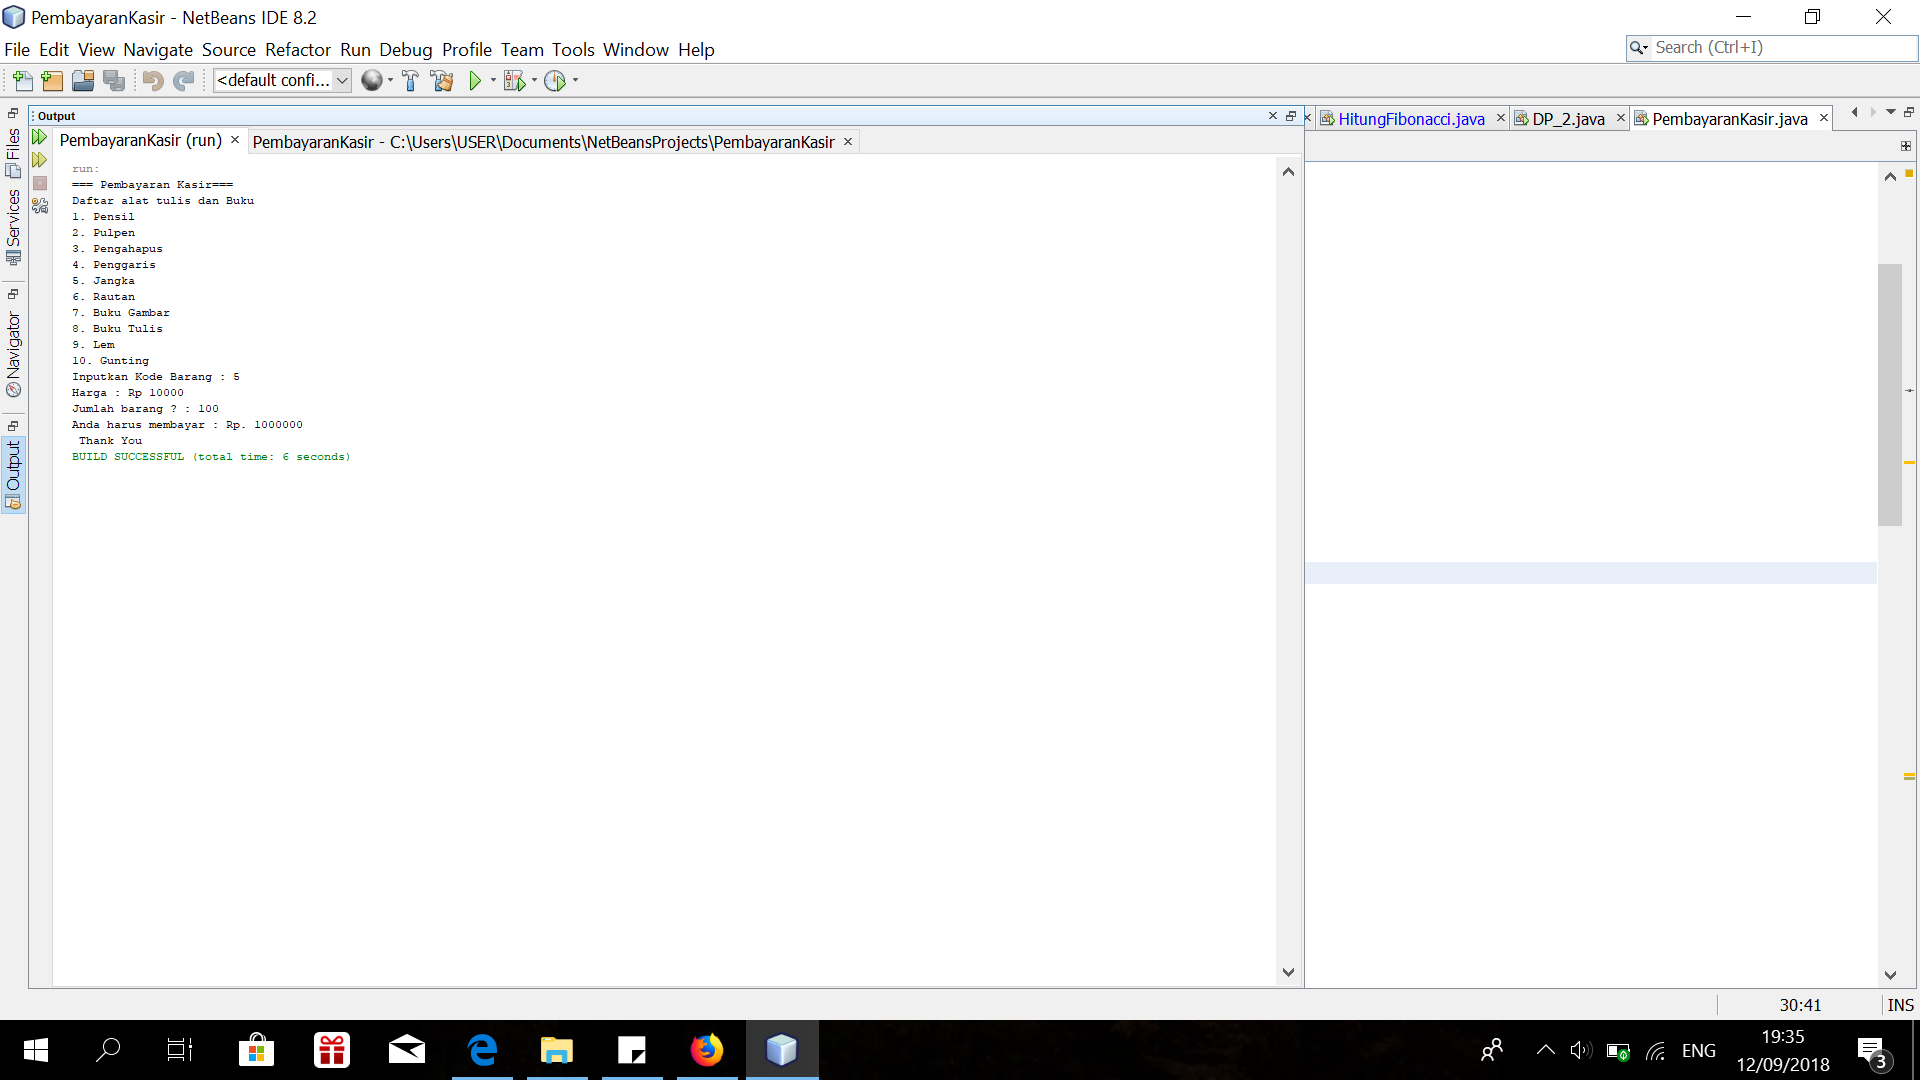 PembayaranKasir - NetBeans IDE 8.2
File Edit View Navigate Source Refactor Run Debug Profile Team Tools Window Help
Search (Ctrl+I)
<default confi...
Output
HitungFibonacci.java
DP_2.java
PembayaranKasir.java
PembayaranKasir (run)
PembayaranKasir - C:\Users\USER\Documents\NetBeansProjects\PembayaranKasir
Files
Services
Navigator
Output
run:
=== Pembayaran Kasir===
Daftar alat tulis dan Buku
1. Pensil
2. Pulpen
3. Pengahapus
4. Penggaris
5. Jangka
6. Rautan
7. Buku Gambar
8. Buku Tulis
9. Lem
10. Gunting
Inputkan Kode Barang : 5
Harga : Rp 10000
Jumlah barang ? : 100
Anda harus membayar : Rp. 1000000
Thank You
BUILD SUCCESSFUL (total time: 6 seconds)
30:41
INS
ENG
19:35
12/09/2018
3